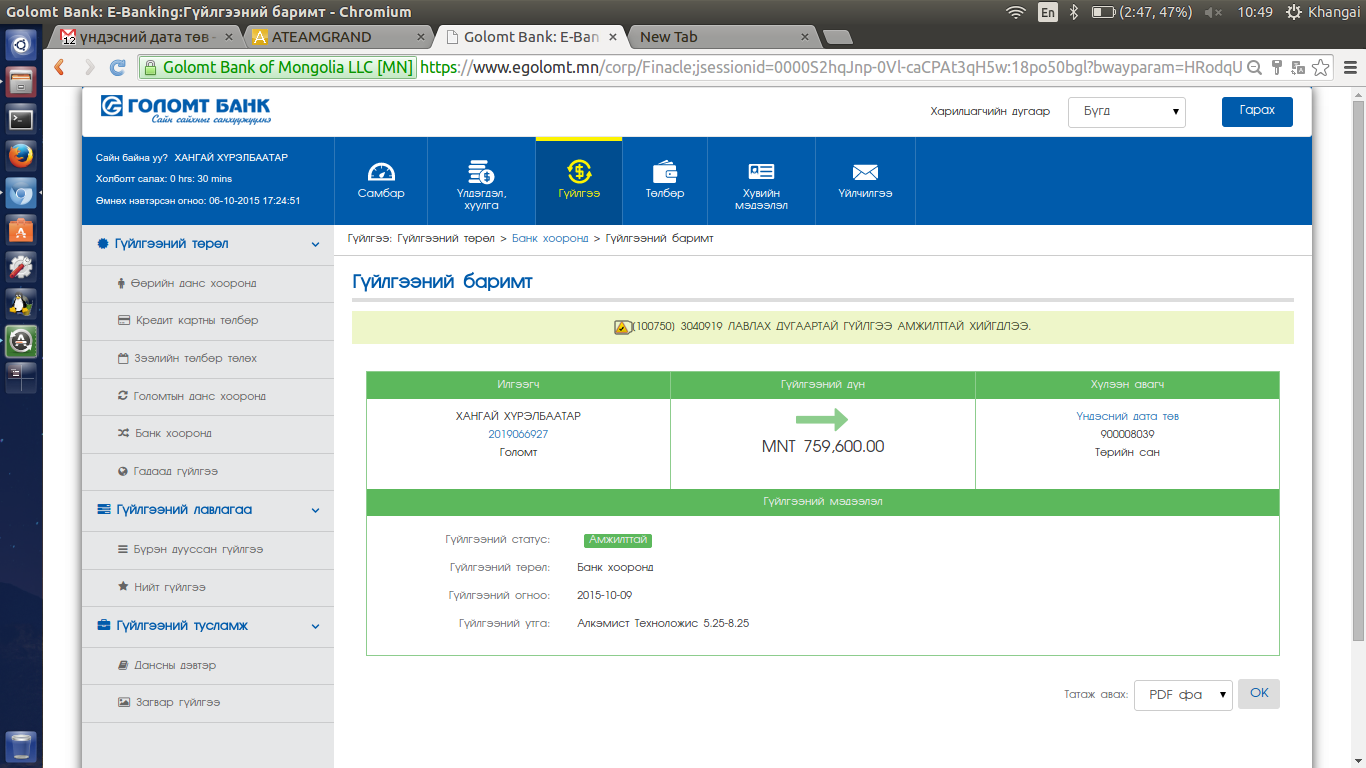 Golomt Bank: E-Banking:Гүйлгээний баримт - Chromium
En (2:47, 47%) 10:49 Khangai
12 үндэсний дата төв -
ATEAMGRAND
Golomt Bank: E-Ban
New Tab
Golomt Bank of Mongolia LLC [MN] https://www.egolomt.mn/corp/Finacle;jsessionid=0000S2hqJnp-0Vl-caCPAt3qH5w:18po50bgl?bwayparam=HRodqU
ГОЛОМТ БАНК
Сайн сайхныг санхүүжүүлнэ
Харилцагчийн дугаар Бүгд Гарах
Сайн байна уу? ХАНГАЙ ХҮРЭЛБААТАР
Холболт салах: 0 hrs: 30 mins
Өмнөх нэвтэрсэн огноо: 06-10-2015 17:24:51
Самбар
Үлдэгдэл,
хуулга
Гүйлгээ
Төлбөр
Хувийн
мэдээлэл
Үйлчилгээ
Гүйлгээний төрөл
Өөрийн данс хооронд
Кредит картны төлбөр
Зээлийн төлбөр төлөх
Голомтын данс хооронд
Банк хооронд
Гадаад гүйлгээ
Гүйлгээний лавлагаа
Бүрэн дууссан гүйлгээ
Нийт гүйлгээ
Гүйлгээний тусламж
Дансны дэвтэр
Загвар гүйлгээ
Гүйлгээ: Гүйлгээний төрөл > Банк хооронд > Гүйлгээний баримт
Гүйлгээний баримт
(100750) 3040919 ЛАВЛАХ ДУГААРТАЙ ГҮЙЛГЭЭ АМЖИЛТТАЙ ХИЙГДЛЭЭ.
Илгээгч Гүйлгээний дүн Хүлээн авагч
ХАНГАЙ ХҮРЭЛБААТАР
2019066927
Голомт
MNT 759,600.00
Үндэсний дата төв
900008039
Төрийн сан
Гүйлгээний мэдээлэл
Гүйлгээний статус: Амжилттай
Гүйлгээний төрөл: Банк хооронд
Гүйлгээний огноо: 2015-10-09
Гүйлгээний утга: Алкэмист Техноложис 5.25-8.25
Татаж авах: PDF фа OK